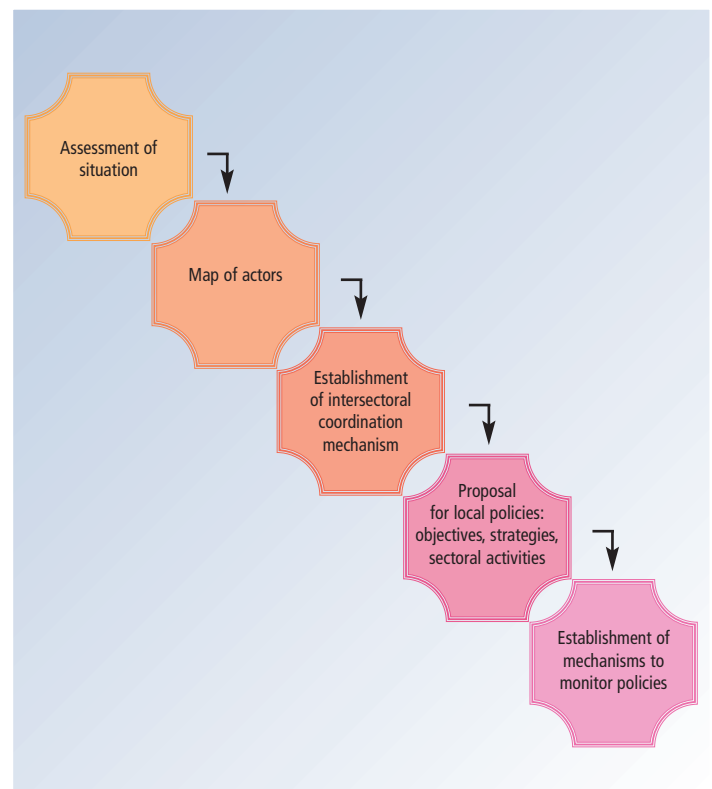 Assessment of
situation
Map of actors
Establishment
of intersectoral
coordination
mechanism
Proposal
for local policies:
objectives, strategies,
sectoral activities
Establishment of
mechanisms to
monitor policies